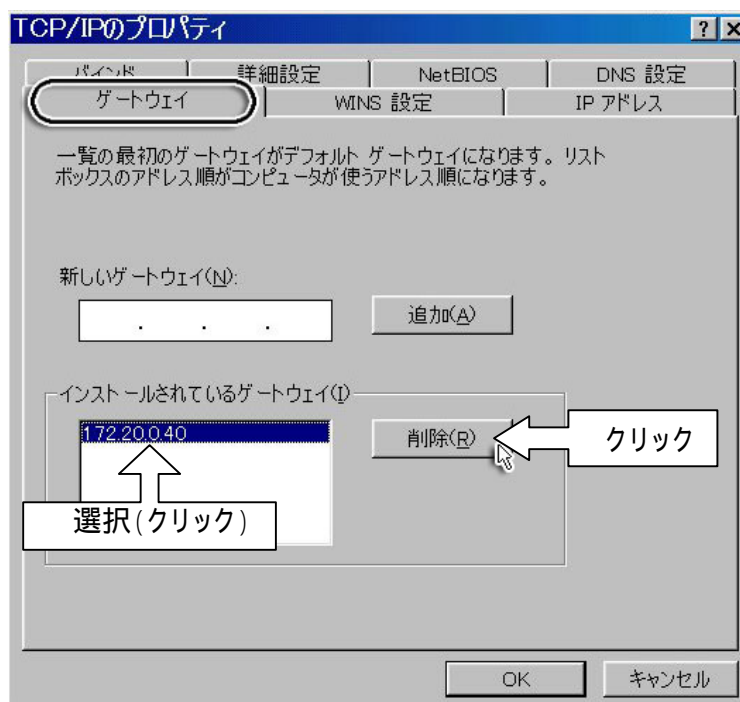 TCP/IPのプロパティ
バインド 詳細設定 NetBIOS DNS 設定
ゲートウェイ WINS 設定 IP アドレス
一覧の最初のゲートウェイがデフォルト ゲートウェイになります。リスト
ボックスのアドレス順がコンピュータが使うアドレス順になります。
新しいゲートウェイ(N):
. . .
追加(A)
インストールされているゲートウェイ(I)
172.20.0.40
削除(R)
クリック
選択(クリック)
OK キャンセル